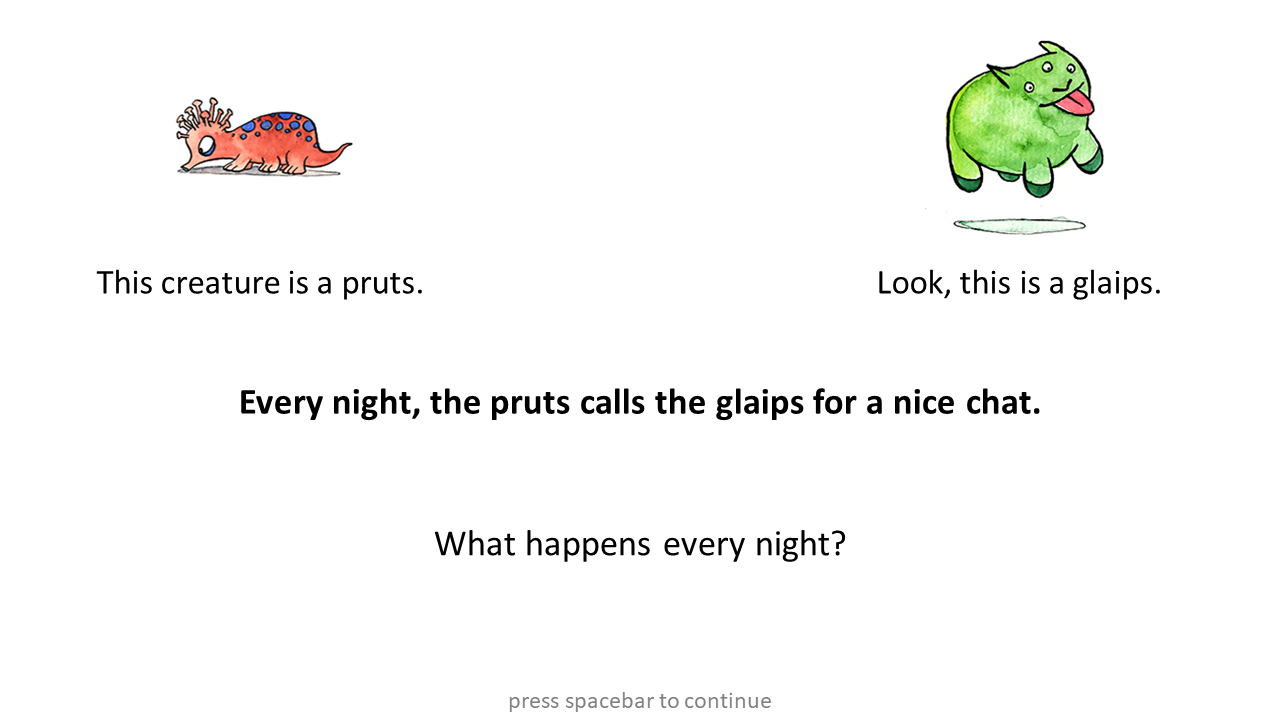 This creature is a pruts.
Look, this is a glaips.
Every night, the pruts calls the glaips for a nice chat.
What happens every night?
press spacebar to continue